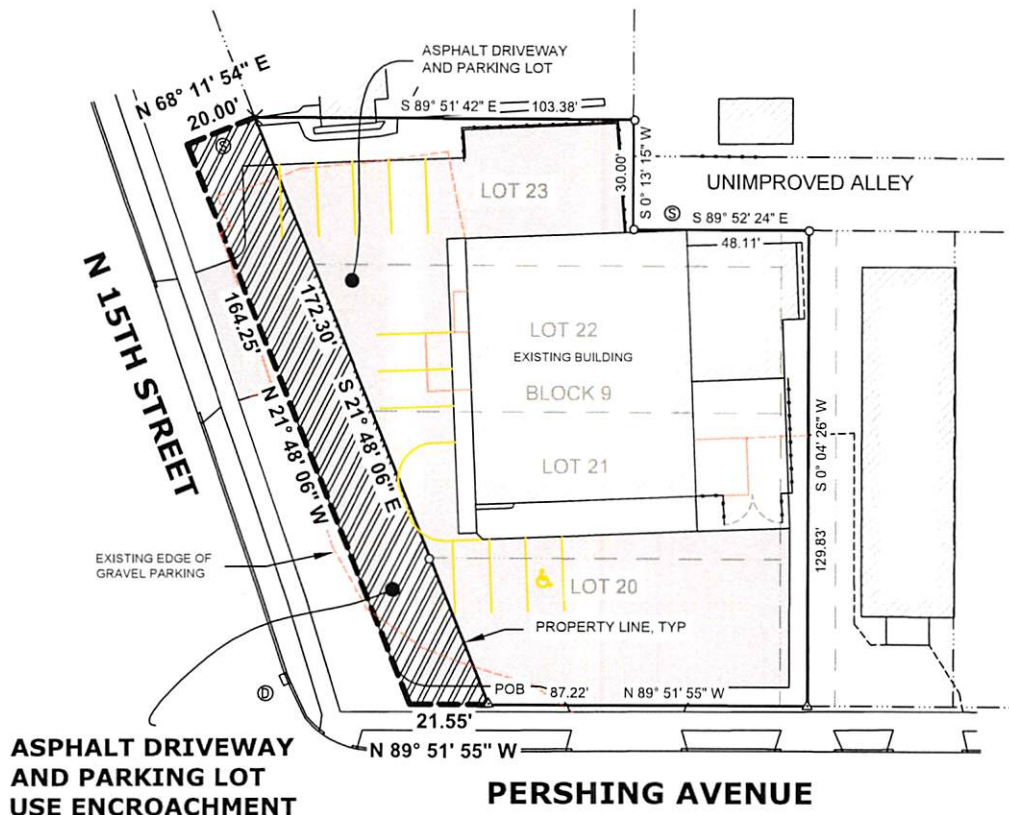 ASPHALT DRIVEWAY
AND PARKING LOT
N 68° 11' 54" E
20.00'
S 89° 51' 42" E 103.38'
S 0° 13' 15" W
30.00'
LOT 23
UNIMPROVED ALLEY
S
S
S 89° 52' 24" E
48.11'
N 15TH STREET
164.25'
N 21° 48' 06" W
172.30'
S 21° 48' 06" E
LOT 22
EXISTING BUILDING
BLOCK 9
LOT 21
S 0° 04' 26" W
129.83'
EXISTING EDGE OF
GRAVEL PARKING
LOT 20
PROPERTY LINE, TYP
D
POB
87.22'
N 89° 51' 55" W
21.55'
N 89° 51' 55" W
ASPHALT DRIVEWAY
AND PARKING LOT
USE ENCROACHMENT
PERSHING AVENUE